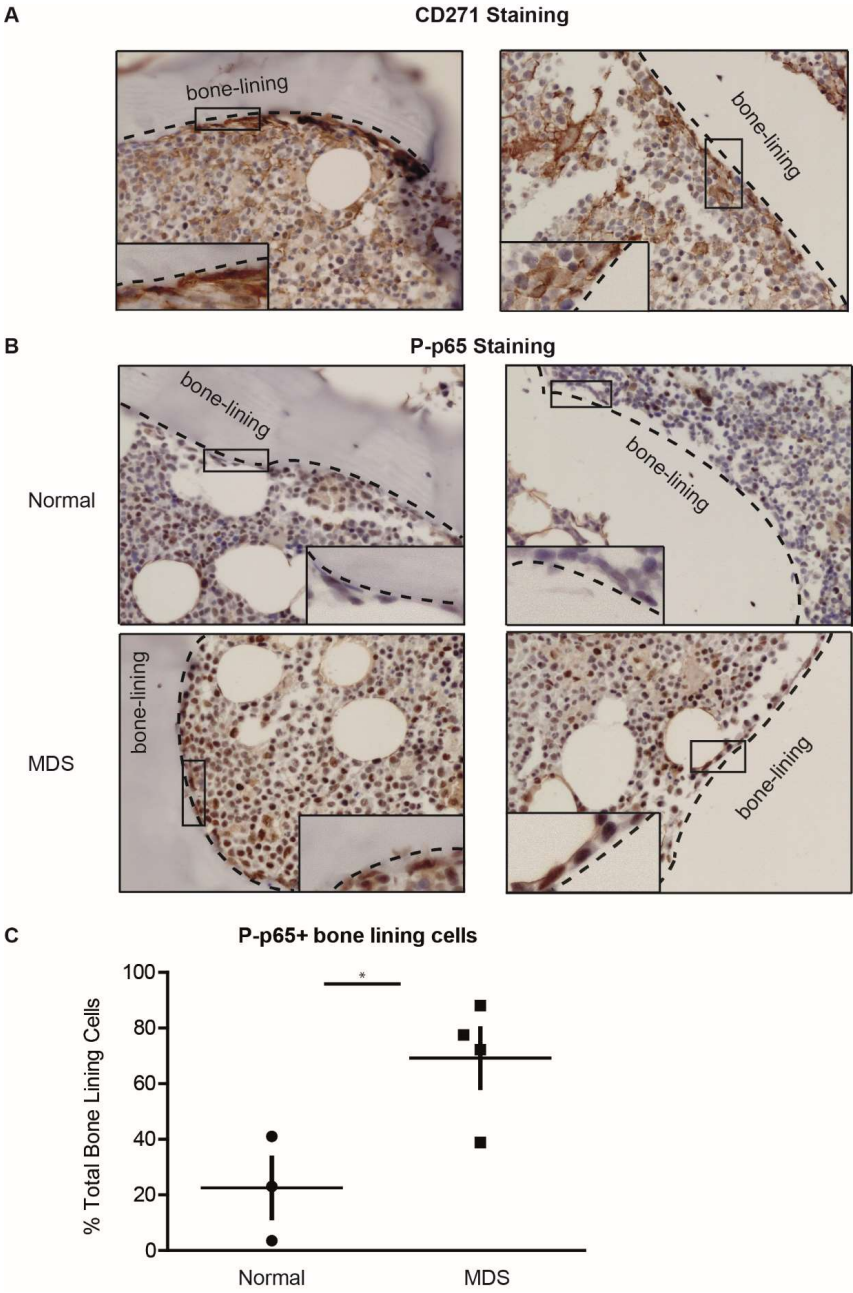 A
CD271 Staining
bone-lining
bone-lining
B
P-p65 Staining
Normal
bone-lining
bone-lining
MDS
bone-lining
bone-lining
C
P-p65+ bone lining cells
*
% Total Bone Lining Cells
100
80
60
40
20
0
Normal
MDS